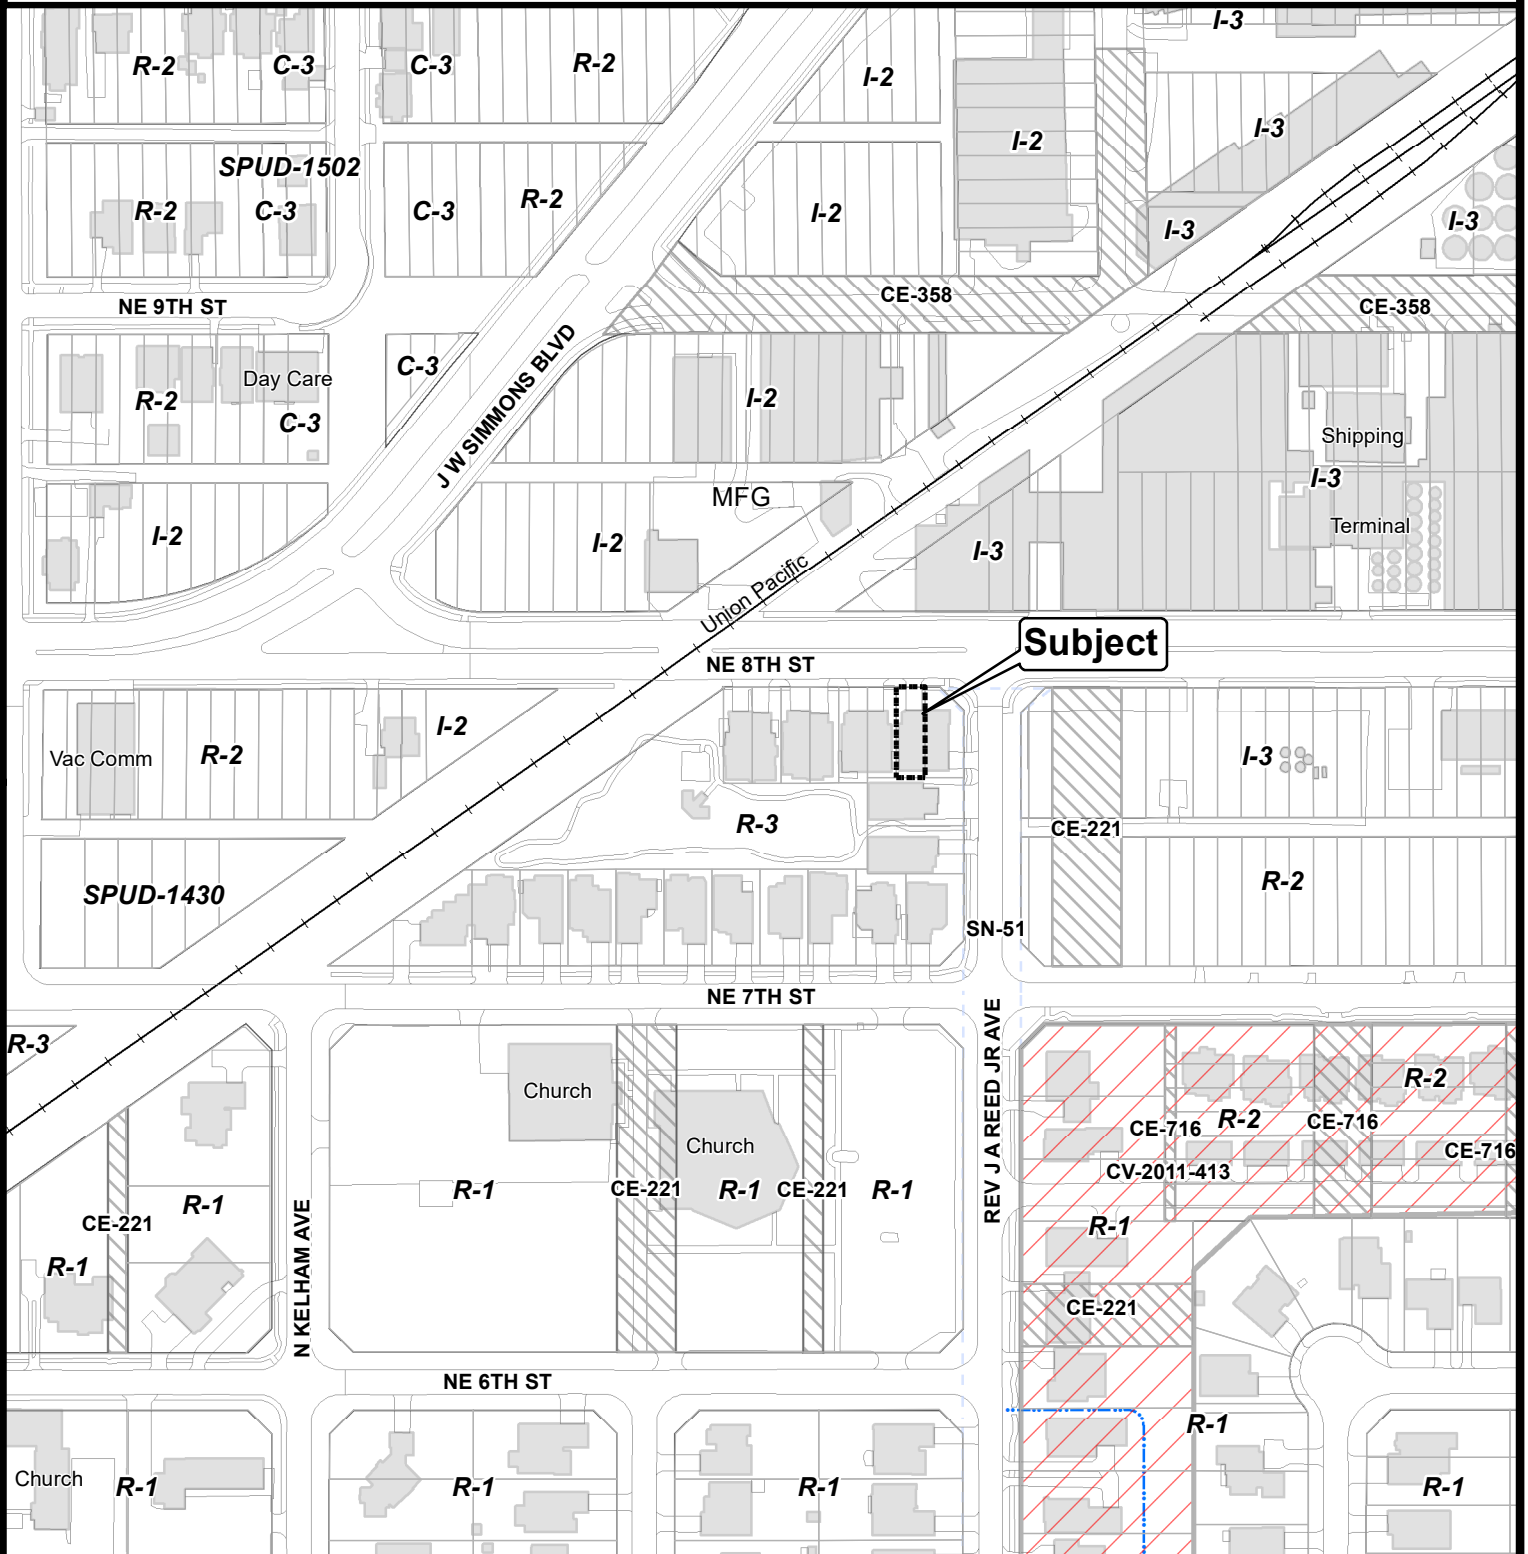 I-3
R-2
C-3
C-3
R-2
I-2
I-2
I-3
SPUD-1502
R-2
C-3
C-3
R-2
I-2
I-3
I-3
NE 9TH ST
CE-358
CE-358
J W SIMMONS BLVD
C-3
Day Care
R-2
C-3
I-2
Shipping
I-3
MFG
Terminal
I-2
I-2
I-3
Union Pacific
Subject
NE 8TH ST
Vac Comm
R-2
I-2
I-3
R-3
CE-221
SPUD-1430
R-2
SN-51
NE 7TH ST
REV J A REED JR AVE
R-3
Church
R-2
CE-716
R-2
CE-716
Church
CE-716
CV-2011-413
R-1
CE-221
R-1
CE-221
R-1
R-1
CE-221
R-1
R-1
CE-221
N KELHAM AVE
NE 6TH ST
R-1
Church
R-1
R-1
R-1
R-1